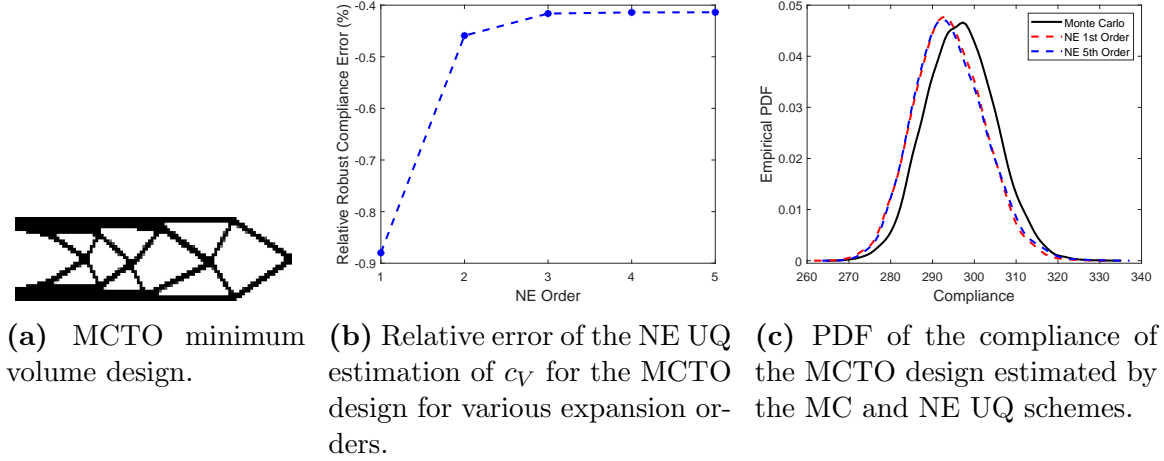 -0.4
-0.5
-0.6
-0.7
-0.8
-0.9
Relative Robust Compliance Error (%)
1 2 3 4 5
NE Order
0.05
0.04
0.03
0.02
0.01
0
Empirical PDF
Monte Carlo
NE 1st Order
NE 5th Order
260 270 280 290 300 310 320 330 340
Compliance
(a) MCTO minimum
volume design.
(b) Relative error of the NE UQ
estimation of c_V for the MCTO
design for various expansion or-
ders.
(c) PDF of the compliance of
the MCTO design estimated by
the MC and NE UQ schemes.